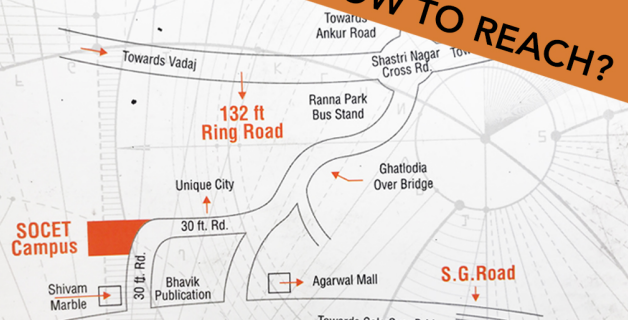 HOW TO REACH?
Towards
Ankur Road
Towards Vadaj
Shastri Nagar
Cross Rd.
132 ft
Ring Road
Ranna Park
Bus Stand
Ghatlodia
Over Bridge
Unique City
SOCET
Campus
30 ft. Rd.
30 ft. Rd.
Shivam
Marble
Bhavik
Publication
Agarwal Mall
S.G.Road